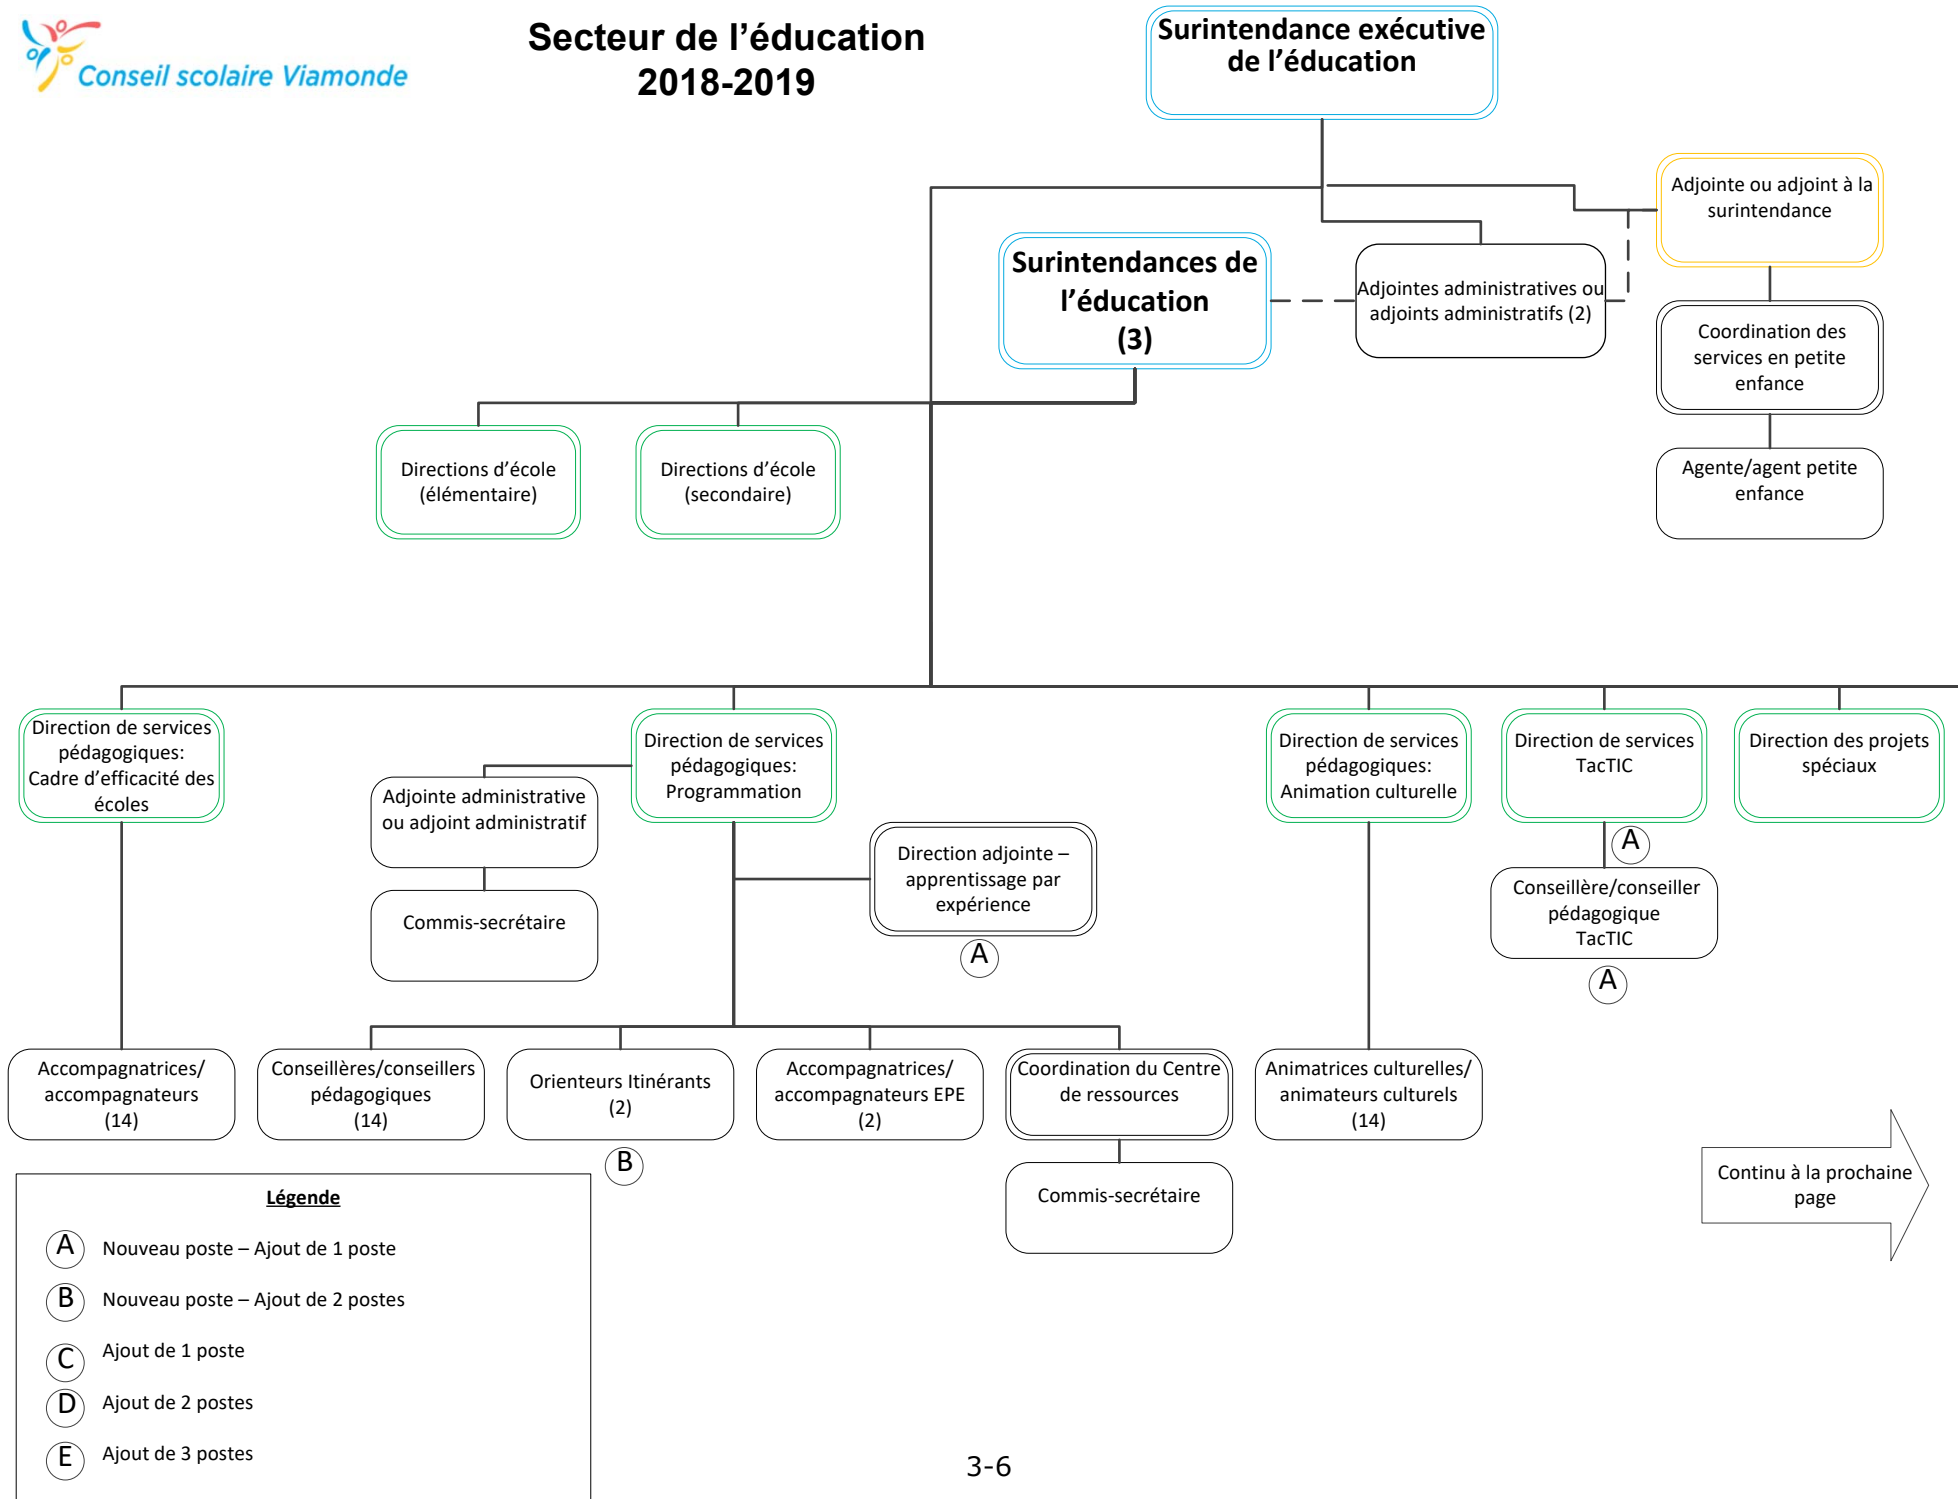 Conseil scolaire Viamonde
Secteur de l’éducation
2018-2019
Surintendance exécutive
de l’éducation
Adjointe ou adjoint à la
surintendance
Surintendances de
l’éducation
(3)
Adjointes administratives ou
adjoints administratifs (2)
Coordination des
services en petite
enfance
Agente/agent petite
enfance
Directions d’école
(élémentaire)
Directions d’école
(secondaire)
Direction de services
pédagogiques:
Cadre d’efficacité des
écoles
Direction de services
pédagogiques:
Programmation
Direction de services
pédagogiques:
Animation culturelle
Direction de services
TacTIC
A
Direction des projets
spéciaux
Adjointe administrative
ou adjoint administratif
Commis-secrétaire
Direction adjointe –
apprentissage par
expérience
A
Conseillère/conseiller
pédagogique
TacTIC
A
Accompagnatrices/
accompagnateurs
(14)
Conseillères/conseillers
pédagogiques
(14)
Orienteurs Itinérants
(2)
B
Accompagnatrices/
accompagnateurs EPE
(2)
Coordination du Centre
de ressources
Commis-secrétaire
Animatrices culturelles/
animateurs culturels
(14)
Continu à la prochaine
page
Légende
A Nouveau poste – Ajout de 1 poste
B Nouveau poste – Ajout de 2 postes
C Ajout de 1 poste
D Ajout de 2 postes
E Ajout de 3 postes
3-6